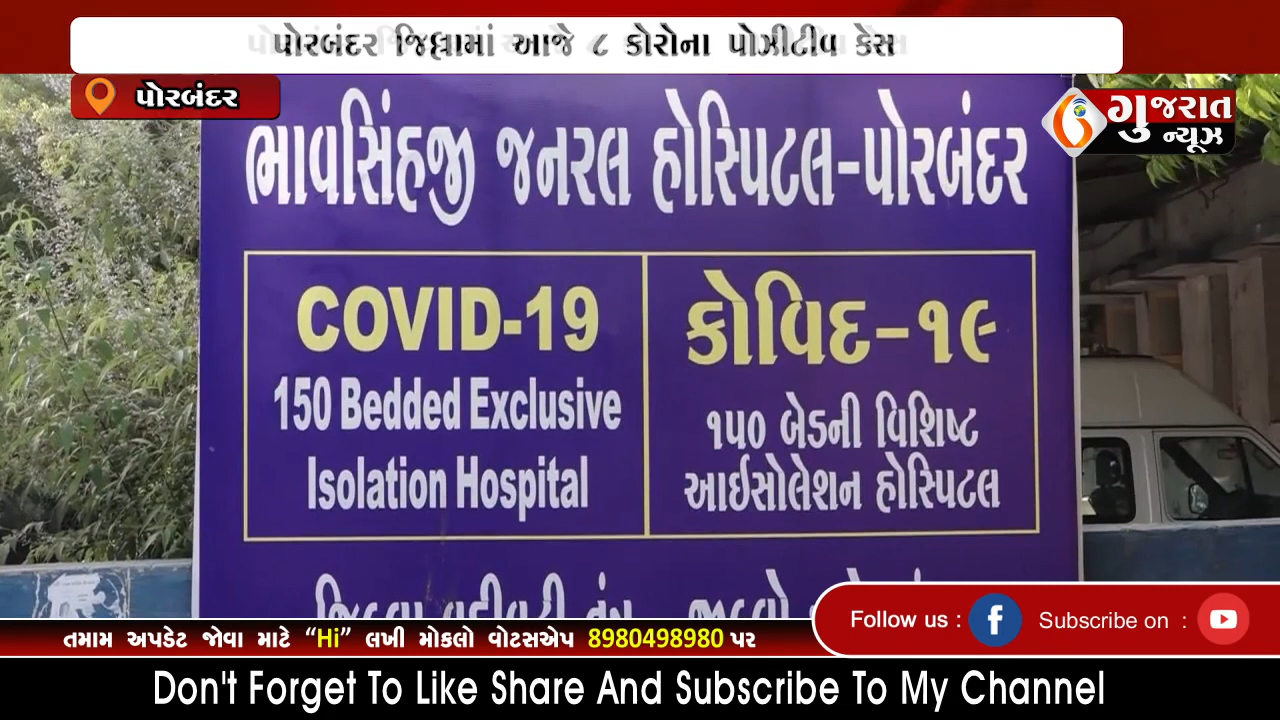 પોરબંદર જિલ્લામાં આજે ૮ કોરોના પોઝીટીવ કેસ
પોરબંદર
ગુજરાત
ન્યૂઝ
ભાવસિંહજી જનરલ હોસ્પિટલ-પોરબંદર
COVID-19
150 Bedded Exclusive
Isolation Hospital
કોવિદ-૧૯
૧૫૦ બેડની વિશિષ્ટ
આઈસોલેશન હોસ્પિટલ
Follow us :
Subscribe on :
તમામ અપડેટ જોવા માટે “Hi” લખી મોકલો વોટસએપ 8980498980 પર
Don't Forget To Like Share And Subscribe To My Channel